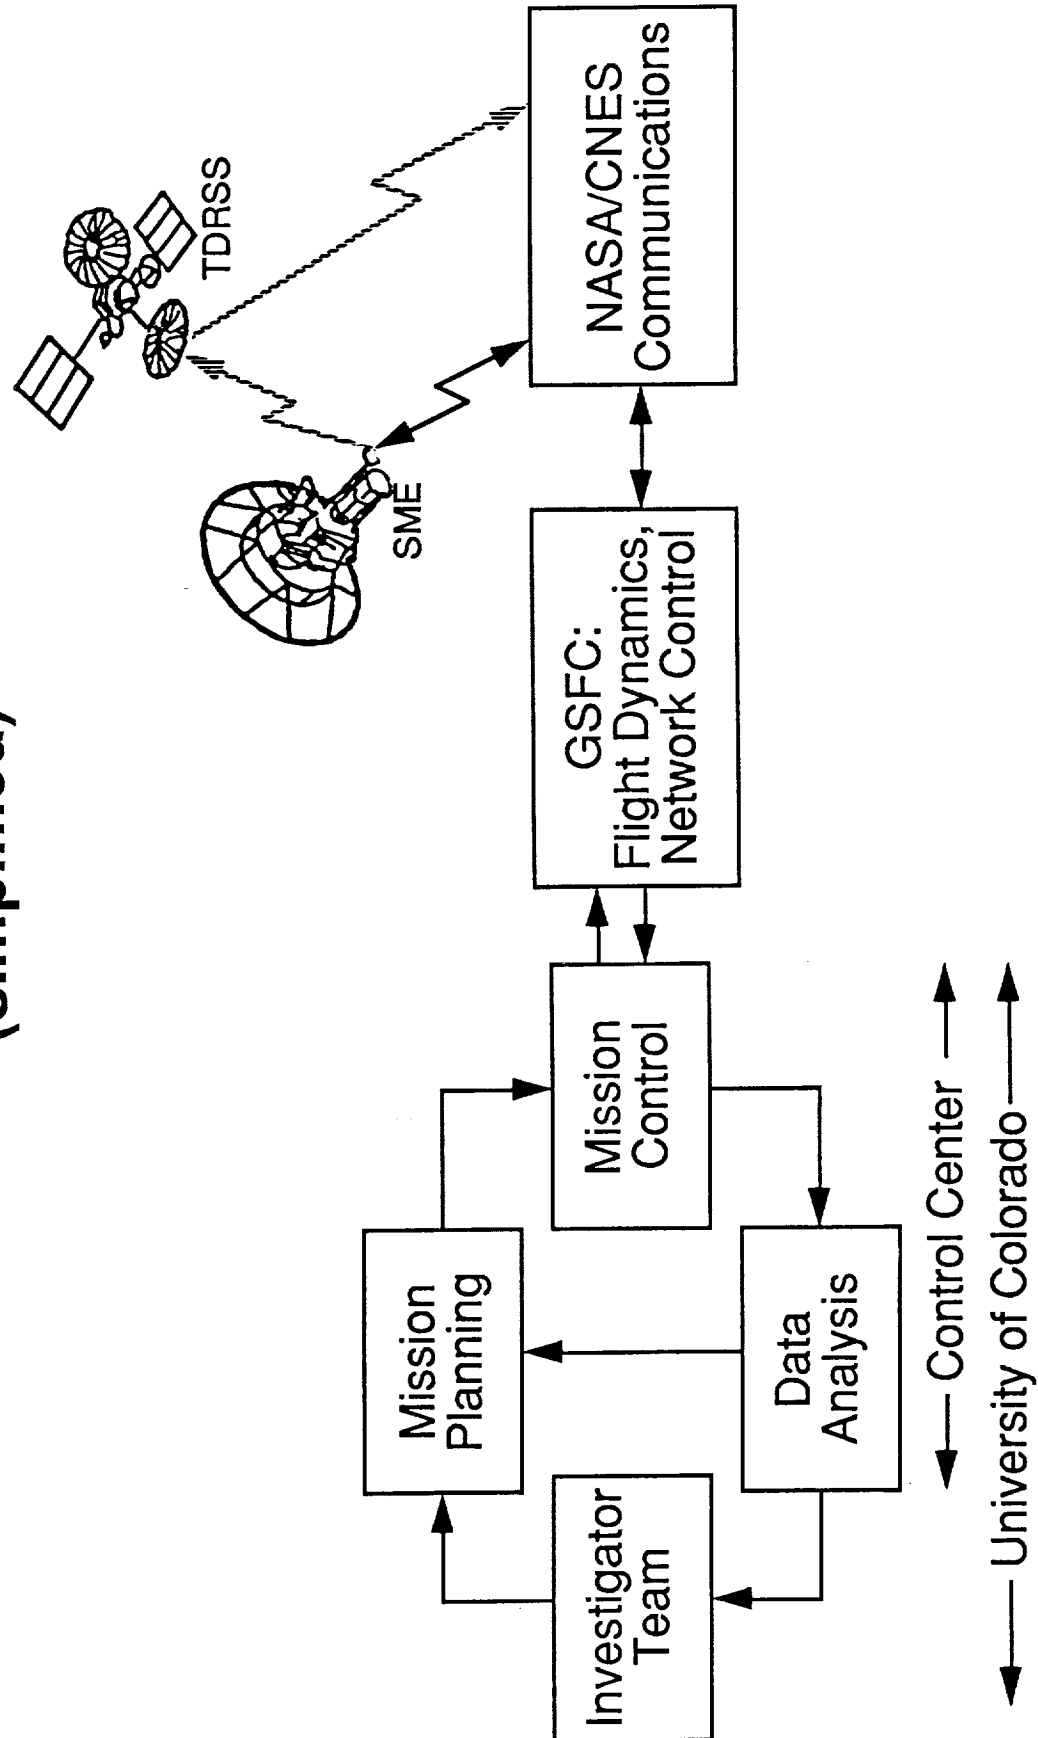 TDRSS
SME
NASA/CNES
Communications
GSFC:
Flight Dynamics,
Network Control
Mission
Control
Mission
Planning
Data
Analysis
Investigator
Team
Control Center
University of Colorado